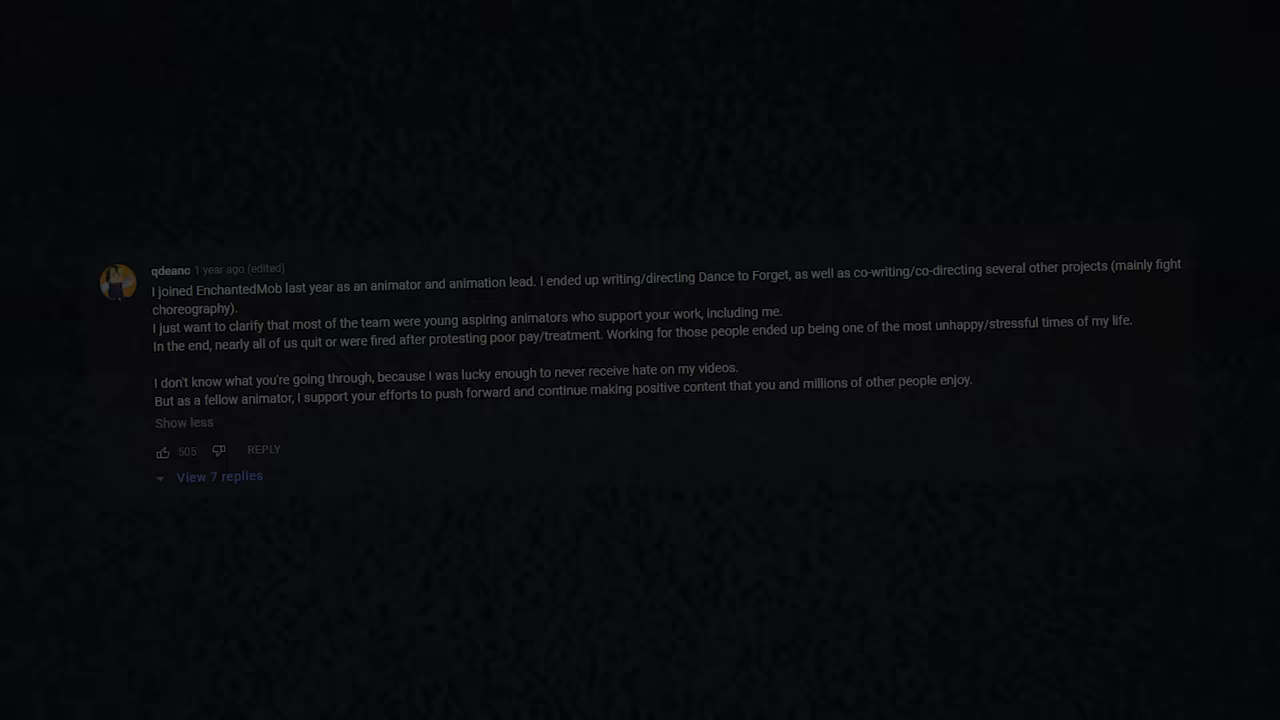 qdeanc 1 year ago (edited)
I joined EnchantedMob last year as an animator and animation lead. I ended up writing/directing Dance to Forget, as well as co-writing/co-directing several other projects (mainly fight
choreography).
I just want to clarify that most of the team were young aspiring animators who support your work, including me.
In the end, nearly all of us quit or were fired after protesting poor pay/treatment. Working for those people ended up being one of the most unhappy/stressful times of my life.
I don't know what you're going through, because I was lucky enough to never receive hate on my videos.
But as a fellow animator, I support your efforts to push forward and continue making positive content that you and millions of other people enjoy.
Show less
505 REPLY
View 7 replies